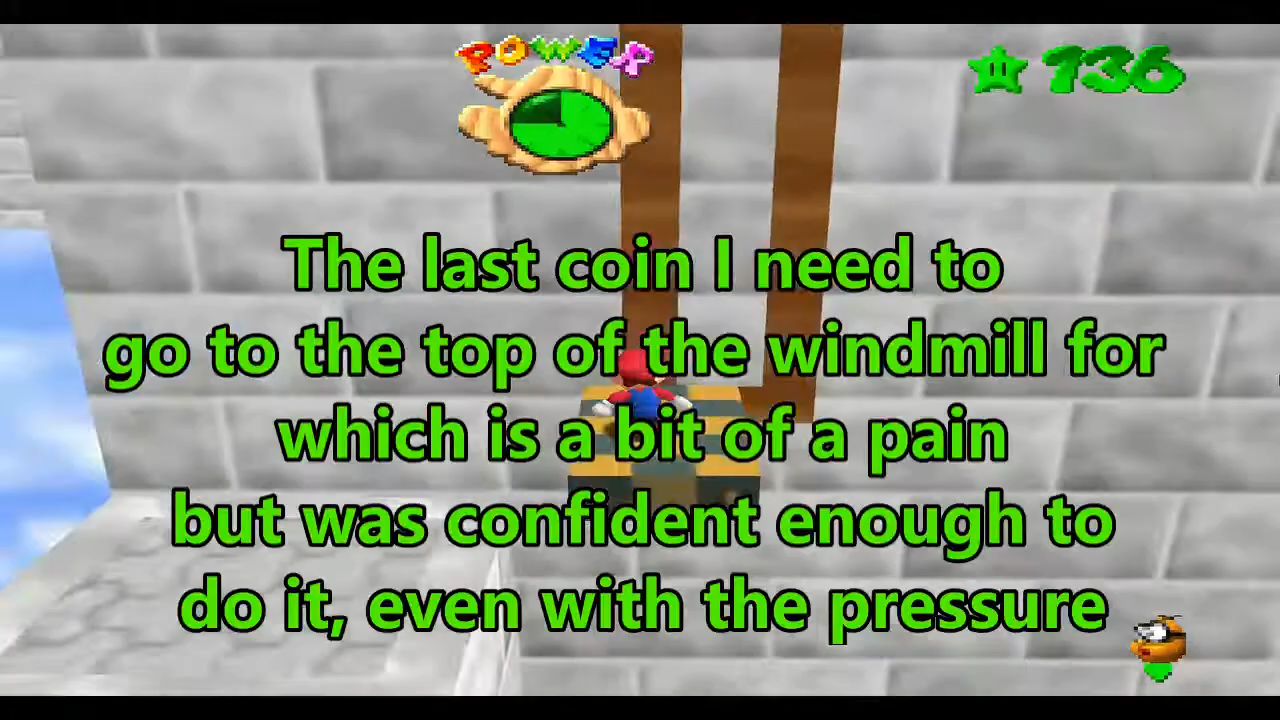 POWER
136
The last coin I need to
go to the top of the windmill for
which is a bit of a pain
but was confident enough to
do it, even with the pressure